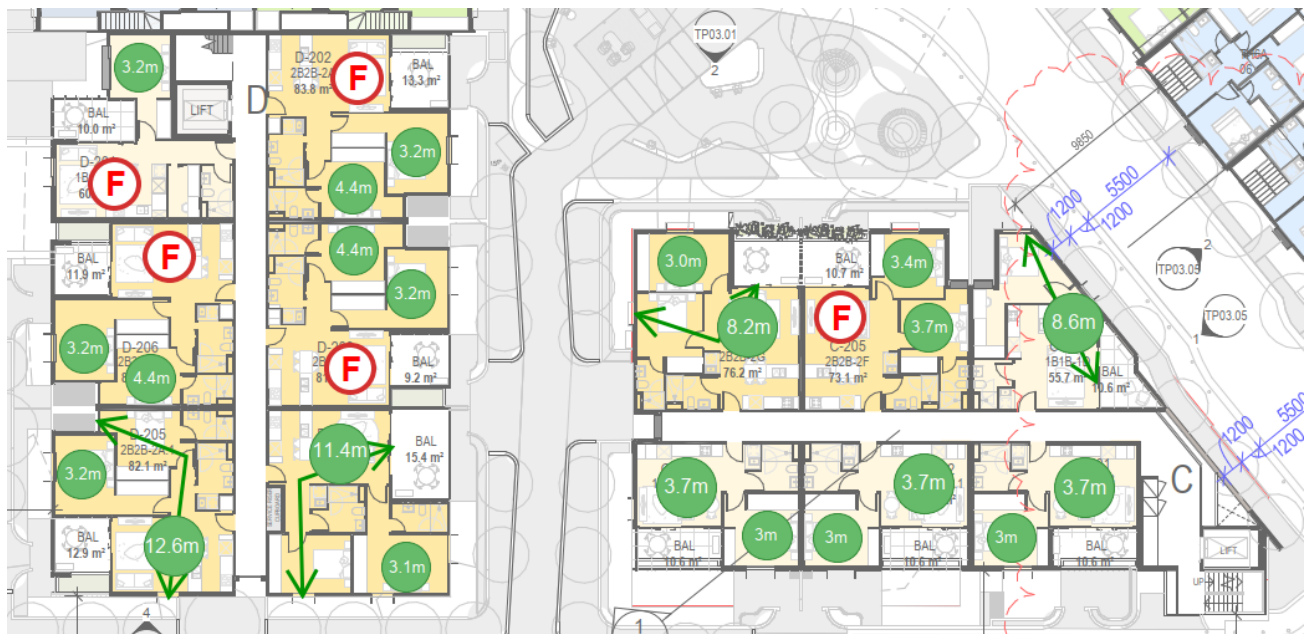 TP03.01
2
9850
1200
5500
1200
2
TP03.05
TP03.05
1
1200
5500
1200
3.2m
LIFT
D
D-202
83.8 m²
F
BAL
13.3 m²
BAL
10.0 m²
3.2m
4.4m
F
F
BAL
11.9 m²
4.4m
3.2m
3.2m
D-206
4.4m
F
BAL
9.2 m²
D-205
2B2B-2A.1
82.1 m²
3.2m
11.4m
BAL
15.4 m²
BAL
12.9 m²
12.6m
3.1m
4
3.0m
BAL
10.7 m²
3.4m
8.2m
F
3.7m
8.6m
2B2B-2G
76.2 m²
C-205
2B2B-2F
73.1 m²
1B1B-1D
55.7 m²
BAL
10.6 m²
3.7m
3.7m
3.7m
C
3m
3m
3m
BAL
10.6 m²
BAL
10.6 m²
BAL
10.6 m²
LIFT
UP
1